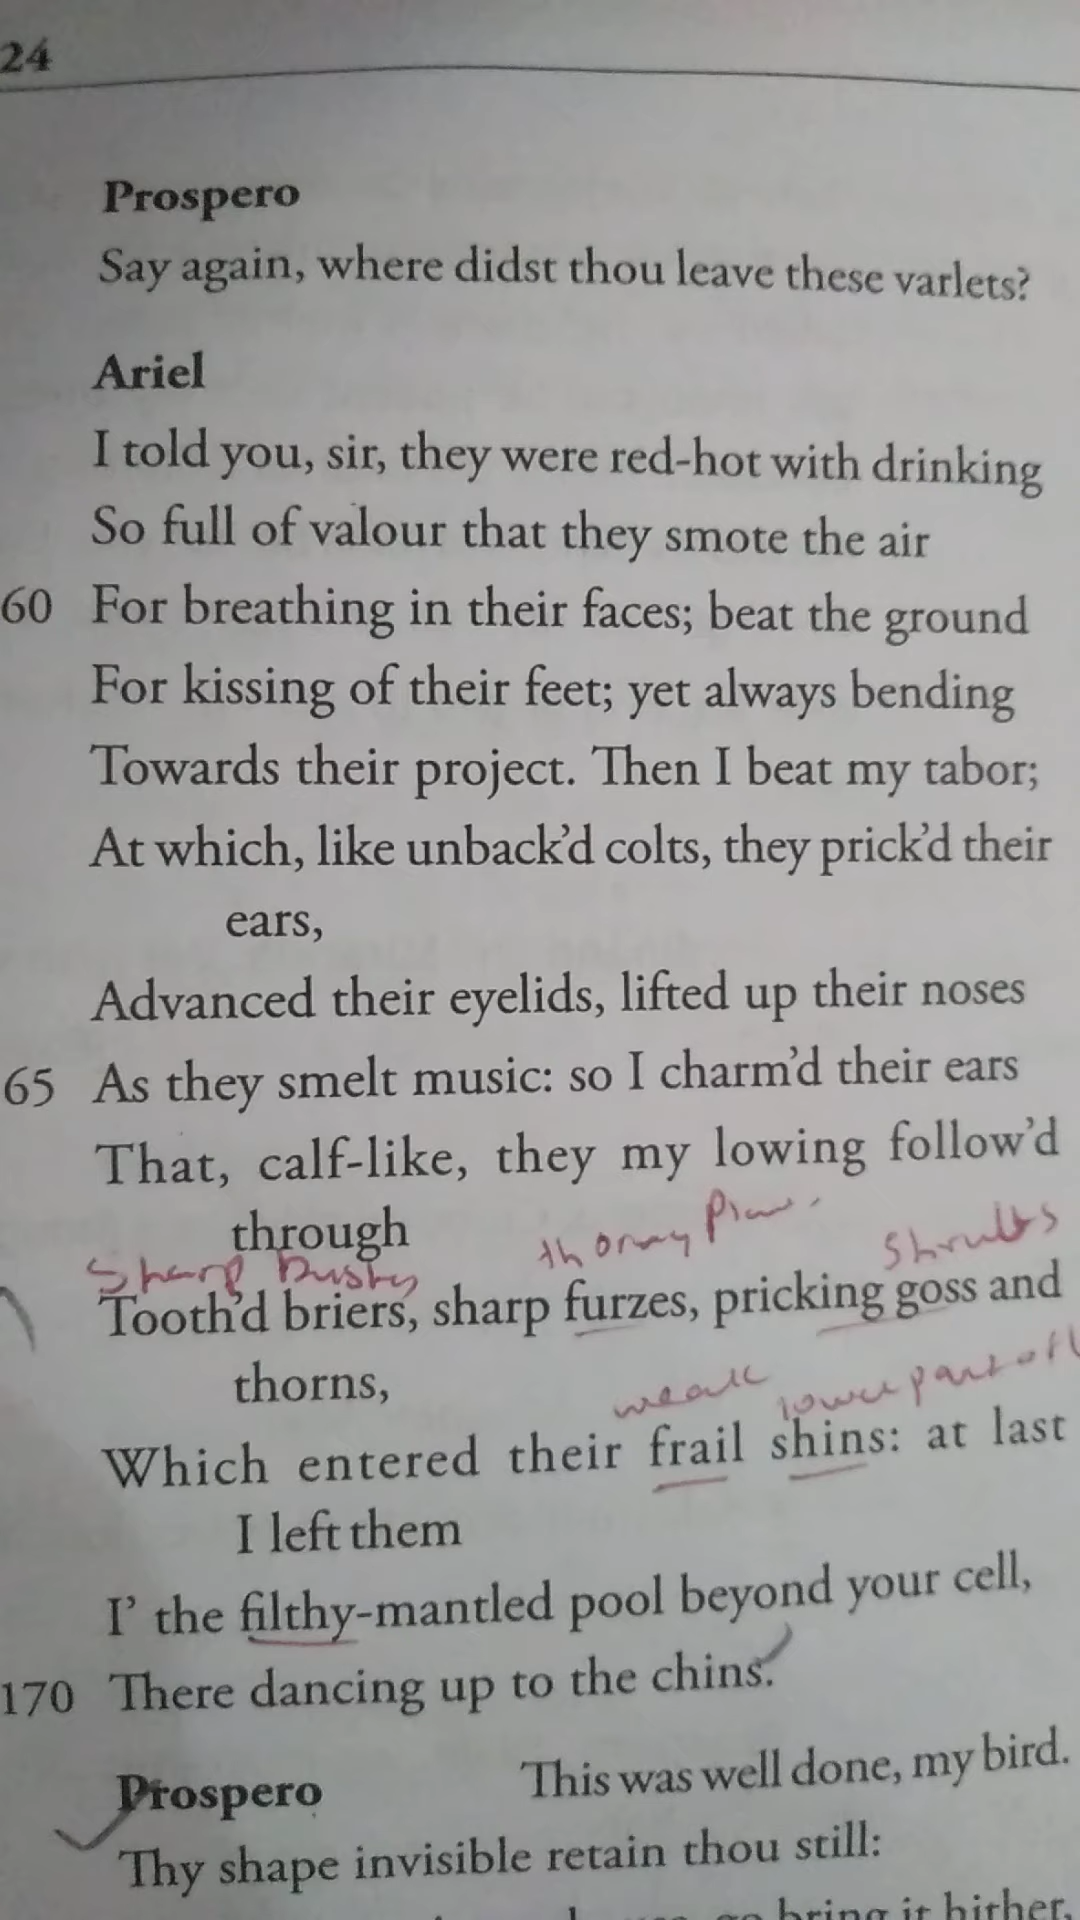 24
Prospero
Say again, where didst thou leave these varlets?
Ariel
I told you, sir, they were red-hot with drinking
So full of valour that they smote the air
60 For breathing in their faces; beat the ground
For kissing of their feet; yet always bending
Towards their project. Then I beat my tabor;
At which, like unback'd colts, they prick'd their
ears,
Advanced their eyelids, lifted up their noses
65 As they smelt music: so I charm'd their ears
That, calf-like, they my lowing follow'd
through
thorny
shrubs
sharp bushes
Tooth'd briers, sharp furzes, pricking goss and
thorns,
weak lower part of
Which entered their frail shins: at last
I left them
I' the filthy-mantled pool beyond your cell,
170 There dancing up to the chins.
Prospero This was well done, my bird.
Thy shape invisible retain thou still:
bring it hither,